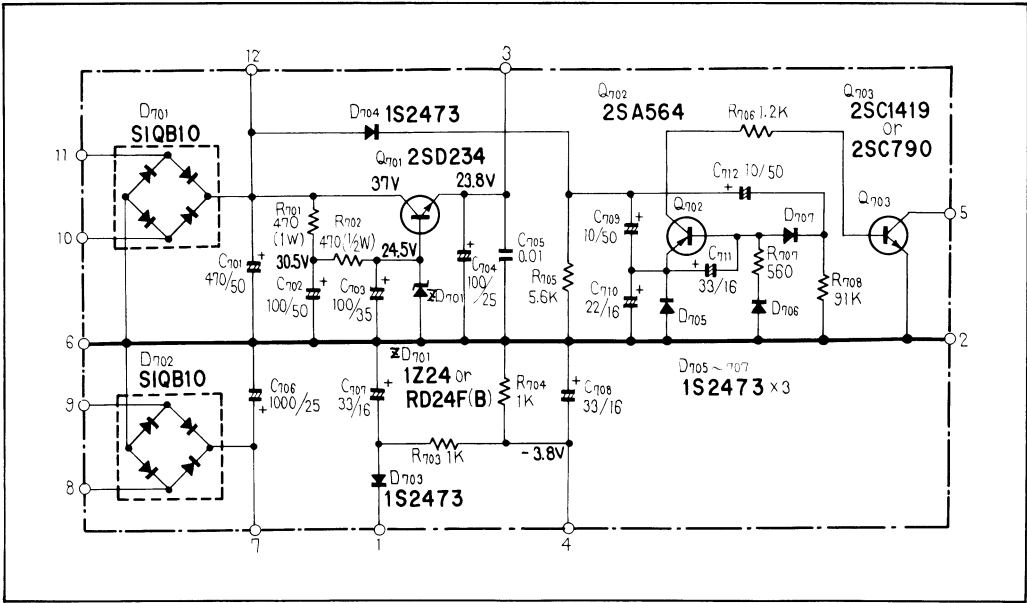 12
3
D701
S1QB10
D704 1S2473
Q702
2SA564
R706 1.2K
Q703
2SC1419
or
2SC790
11
Q701 2SD234
37V
23.8V
C712 10/50
+
R701
470
(1W)
R702
470 (½W)
C709
10/50
+
Q702
D707
Q703
5
10
30.5V
24.5V
C701
470/50
+
C702
100/50
+
C703
100/35
+
ZD701
C704
100/25
+
C705
0.01
R705
5.6K
C710
22/16
+
C711
33/16
+
R707
560
R708
91K
D705
D706
6
2
D702
S1QB10
ZD701
1Z24 or
RD24F(B)
D705~707
1S2473 ×3
9
C706
1000/25
+
C707
33/16
+
R704
1K
C708
33/16
+
R703 1K
-3.8V
8
D703
1S2473
7
1
4